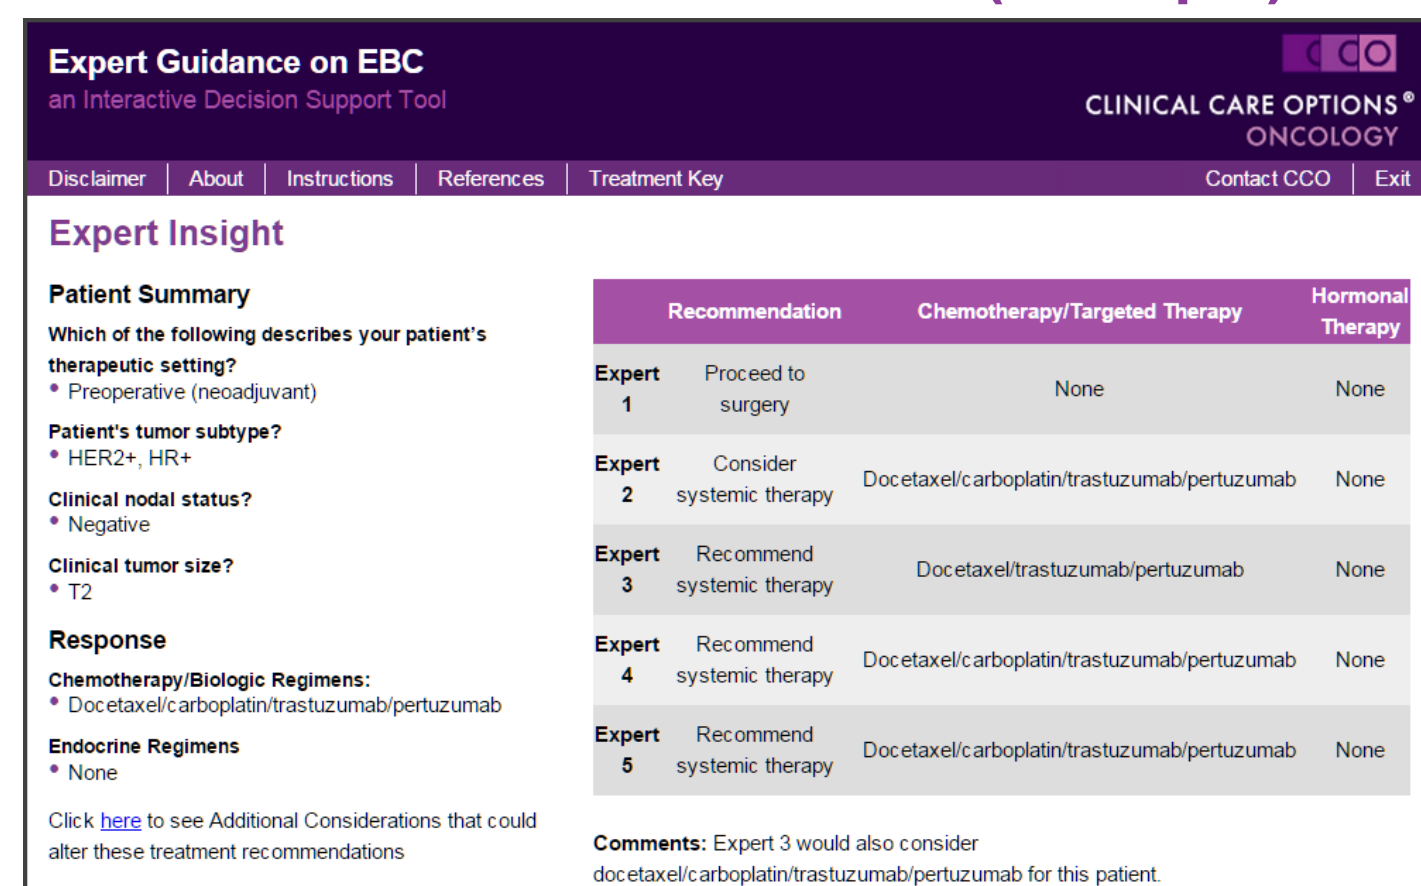 Expert Guidance on EBC
an Interactive Decision Support Tool
CCO
CLINICAL CARE OPTIONS®
ONCOLOGY
Disclaimer | About | Instructions | References | Treatment Key | Contact CCO | Exit
Expert Insight
Patient Summary
Which of the following describes your patient's
therapeutic setting?
• Preoperative (neoadjuvant)
Patient's tumor subtype?
• HER2+, HR+
Clinical nodal status?
• Negative
Clinical tumor size?
• T2
Response
Chemotherapy/Biologic Regimens:
• Docetaxel/carboplatin/trastuzumab/pertuzumab
Endocrine Regimens
• None
Click here to see Additional Considerations that could
alter these treatment recommendations
Recommendation Chemotherapy/Targeted Therapy Hormonal
Therapy
Expert Proceed to
1 surgery None None
Expert Consider
2 systemic therapy Docetaxel/carboplatin/trastuzumab/pertuzumab None
Expert Recommend
3 systemic therapy Docetaxel/trastuzumab/pertuzumab None
Expert Recommend
4 systemic therapy Docetaxel/carboplatin/trastuzumab/pertuzumab None
Expert Recommend
5 systemic therapy Docetaxel/carboplatin/trastuzumab/pertuzumab None
Comments: Expert 3 would also consider
docetaxel/carboplatin/trastuzumab/pertuzumab for this patient.